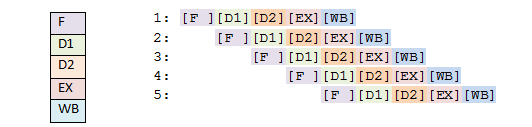 F
D1
D2
EX
WB
1: [F ][D1][D2][EX][WB]
2: [F ][D1][D2][EX][WB]
3: [F ][D1][D2][EX][WB]
4: [F ][D1][D2][EX][WB]
5: [F ][D1][D2][EX][WB]